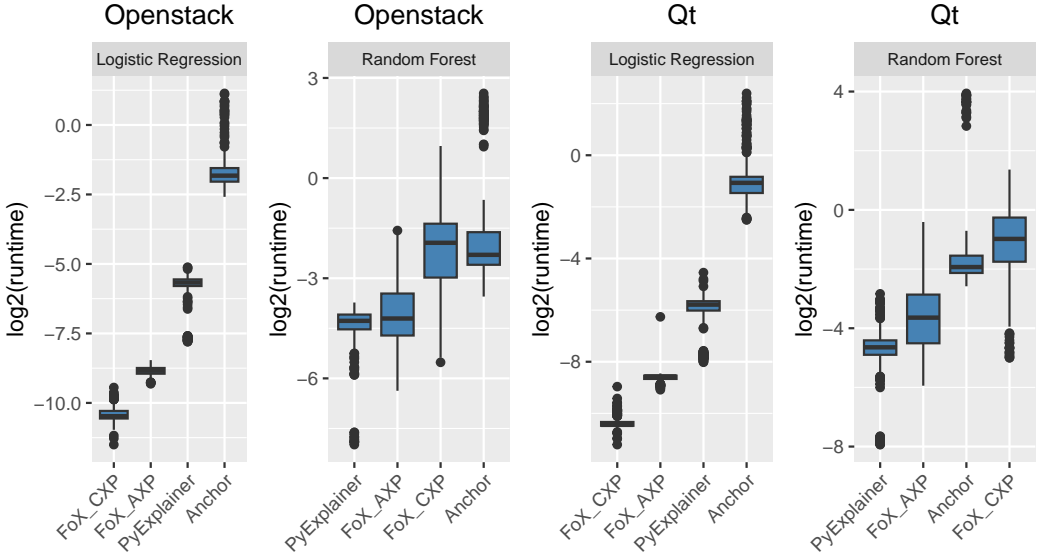 Openstack
Logistic Regression
log2(runtime)
0.0
−2.5
−5.0
−7.5
−10.0
FoX_CXP
FoX_AXP
PyExplainer
Anchor
Openstack
Random Forest
log2(runtime)
3
0
−3
−6
PyExplainer
FoX_AXP
FoX_CXP
Anchor
Qt
Logistic Regression
log2(runtime)
0
−4
−8
FoX_CXP
FoX_AXP
PyExplainer
Anchor
Qt
Random Forest
log2(runtime)
4
0
−4
−8
PyExplainer
FoX_AXP
Anchor
FoX_CXP